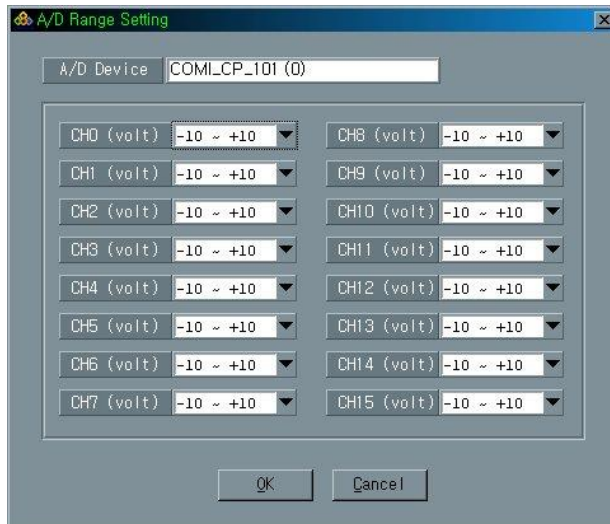 A/D Range Setting
A/D Device COMI_CP_101 (0)
CH0 (volt) -10 ~ +10 CH8 (volt) -10 ~ +10
CH1 (volt) -10 ~ +10 CH9 (volt) -10 ~ +10
CH2 (volt) -10 ~ +10 CH10 (volt) -10 ~ +10
CH3 (volt) -10 ~ +10 CH11 (volt) -10 ~ +10
CH4 (volt) -10 ~ +10 CH12 (volt) -10 ~ +10
CH5 (volt) -10 ~ +10 CH13 (volt) -10 ~ +10
CH6 (volt) -10 ~ +10 CH14 (volt) -10 ~ +10
CH7 (volt) -10 ~ +10 CH15 (volt) -10 ~ +10
OK Cancel